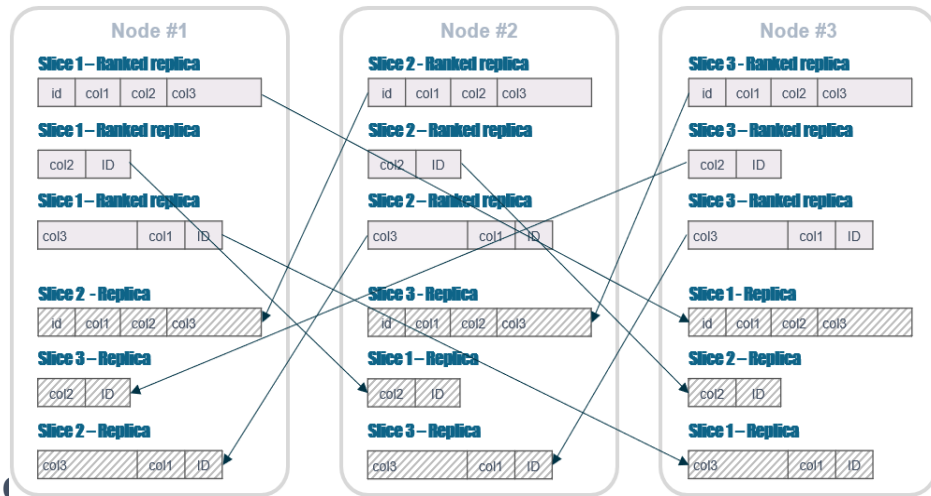 Node #1
Slice 1 – Ranked replica
id col1 col2 col3
Slice 1 – Ranked replica
col2 ID
Slice 1 – Ranked replica
col3 col1 ID
Slice 2 - Replica
id col1 col2 col3
Slice 3 – Replica
col2 ID
Slice 2 – Replica
col3 col1 ID
Node #2
Slice 2 - Ranked replica
id col1 col2 col3
Slice 2 – Ranked replica
col2 ID
Slice 2 – Ranked replica
col3 col1 ID
Slice 3 - Replica
id col1 col2 col3
Slice 1 – Replica
col2 ID
Slice 3 – Replica
col3 col1 ID
Node #3
Slice 3 - Ranked replica
id col1 col2 col3
Slice 3 – Ranked replica
col2 ID
Slice 3 – Ranked replica
col3 col1 ID
Slice 1 - Replica
id col1 col2 col3
Slice 2 – Replica
col2 ID
Slice 1 – Replica
col3 col1 ID